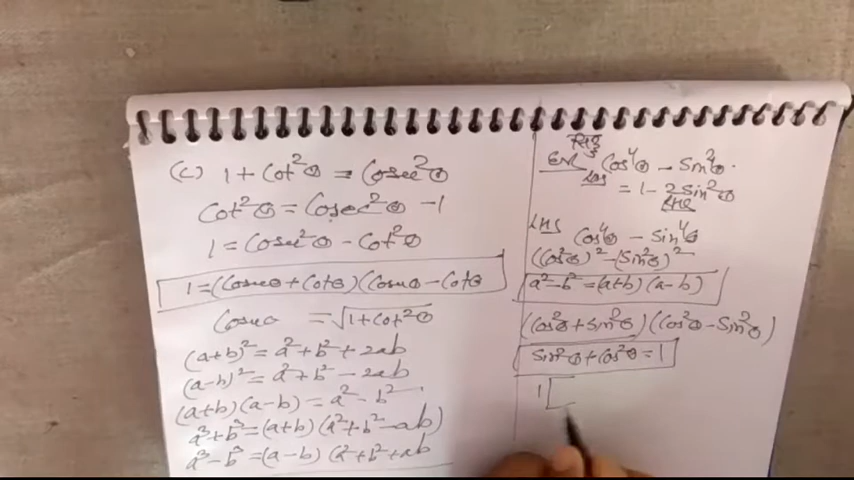 (c) 1 + Cot²θ = Cosec²θ
Cot²θ = Cosec²θ - 1
1 = Cosec²θ - Cot²θ
1 = (Cosecθ + Cotθ)(Cosecθ - Cotθ
Cosecθ = √1+Cot²θ
(a+b)² = a² + b² + 2ab
(a-b)² = a² + b² - 2ab
(a+b)(a-b) = a² - b²
a³+b³ = (a+b)(a²+b²-ab)
a³-b³ = (a-b)(a²+b²+ab
सिद्ध
Cos⁴θ - Sin⁴θ.
LHS = 1 - 2Sin²θ
RHS
LHS Cos⁴θ - Sin⁴θ
(Cos²θ)² - (Sin²θ)²
a²-b² = (a+b)(a-b)
(Cos²θ + Sin²θ)(Cos²θ - Sin²θ)
Sin²θ + Cos²θ = 1
1 [